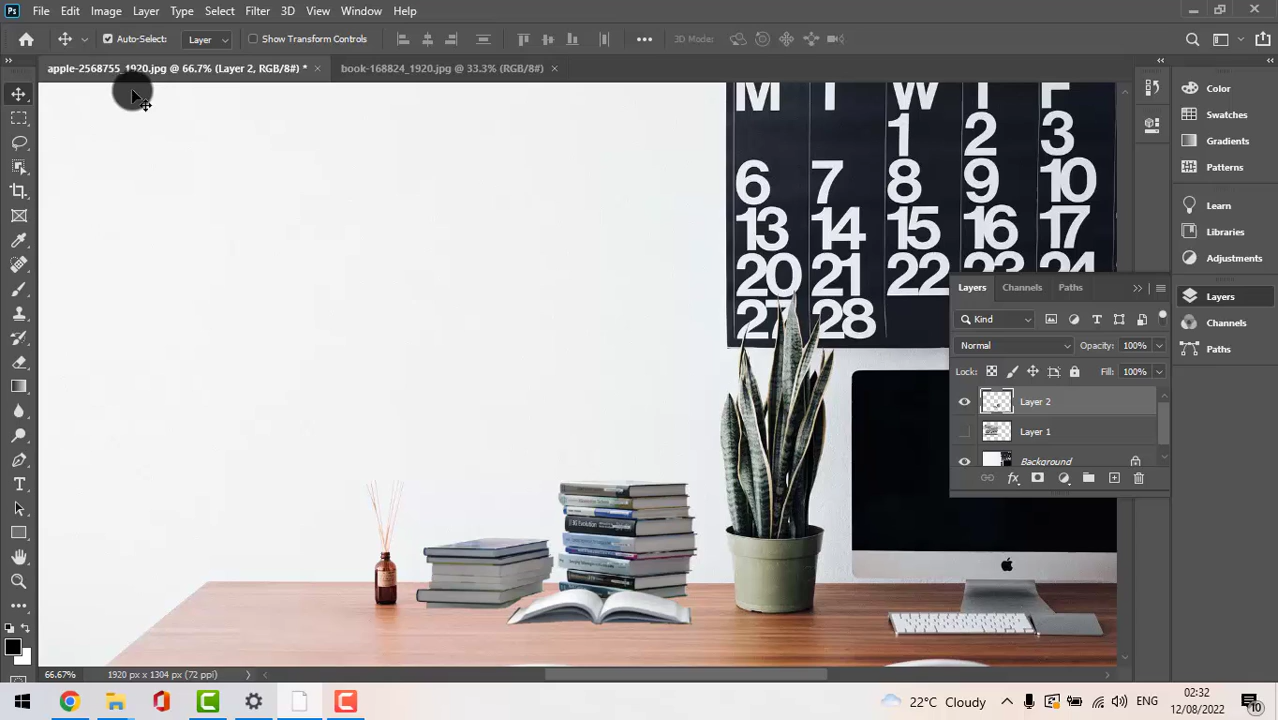 Ps File Edit Image Layer Type Select Filter 3D View Window Help
Auto-Select: Layer Show Transform Controls 3D Mode:
apple-2568755_1920.jpg @ 66.7% (Layer 2, RGB/8#) * × book-168824_1920.jpg @ 33.3% (RGB/8#) ×
M T W T F
1 2 3
6 7 8 9 10
13 14 15 16 17
20 21 22 23 24
27 28
Color
Swatches
Gradients
Patterns
Learn
Libraries
Adjustments
Layers
Channels
Paths
Layers Channels Paths
Kind
Normal Opacity: 100%
Lock: Fill: 100%
Layer 2
Layer 1
Background
66.67% 1920 px x 1304 px (72 ppi)
22°C Cloudy ENG 02:32
12/08/2022 10